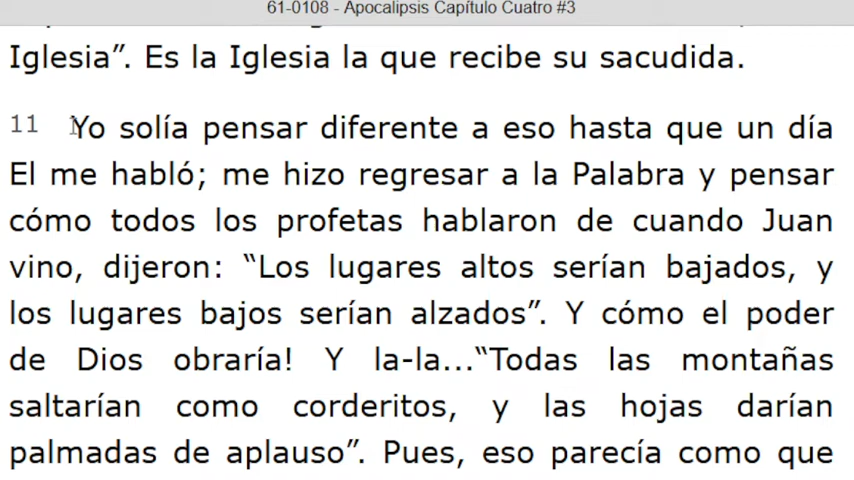 61-0108 - Apocalipsis Capítulo Cuatro #3
Iglesia”. Es la Iglesia la que recibe su sacudida.
11 Yo solía pensar diferente a eso hasta que un día
El me habló; me hizo regresar a la Palabra y pensar
cómo todos los profetas hablaron de cuando Juan
vino, dijeron: “Los lugares altos serían bajados, y
los lugares bajos serían alzados”. Y cómo el poder
de Dios obraría! Y la-la...“Todas las montañas
saltarían como corderitos, y las hojas darían
palmadas de aplauso”. Pues, eso parecía como que